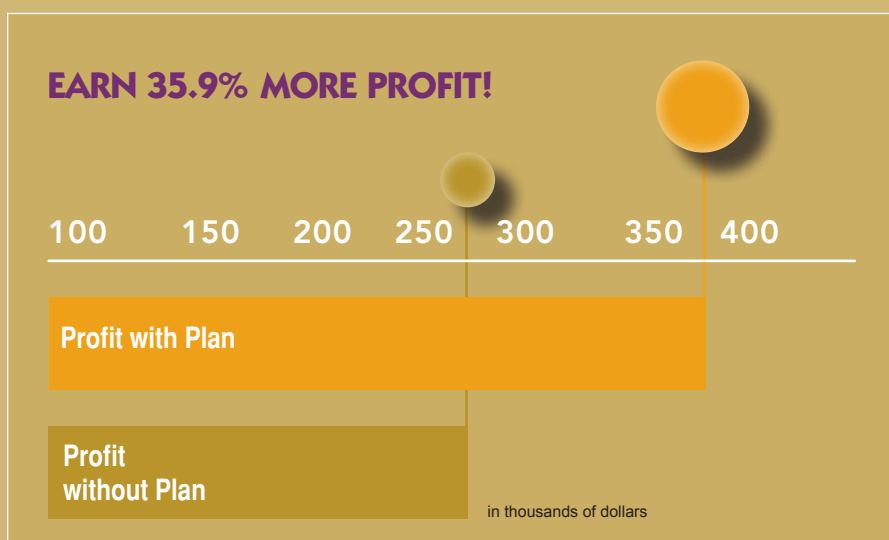 EARN 35.9% MORE PROFIT!
100 150 200 250 300 350 400
Profit with Plan
Profit
without Plan
in thousands of dollars